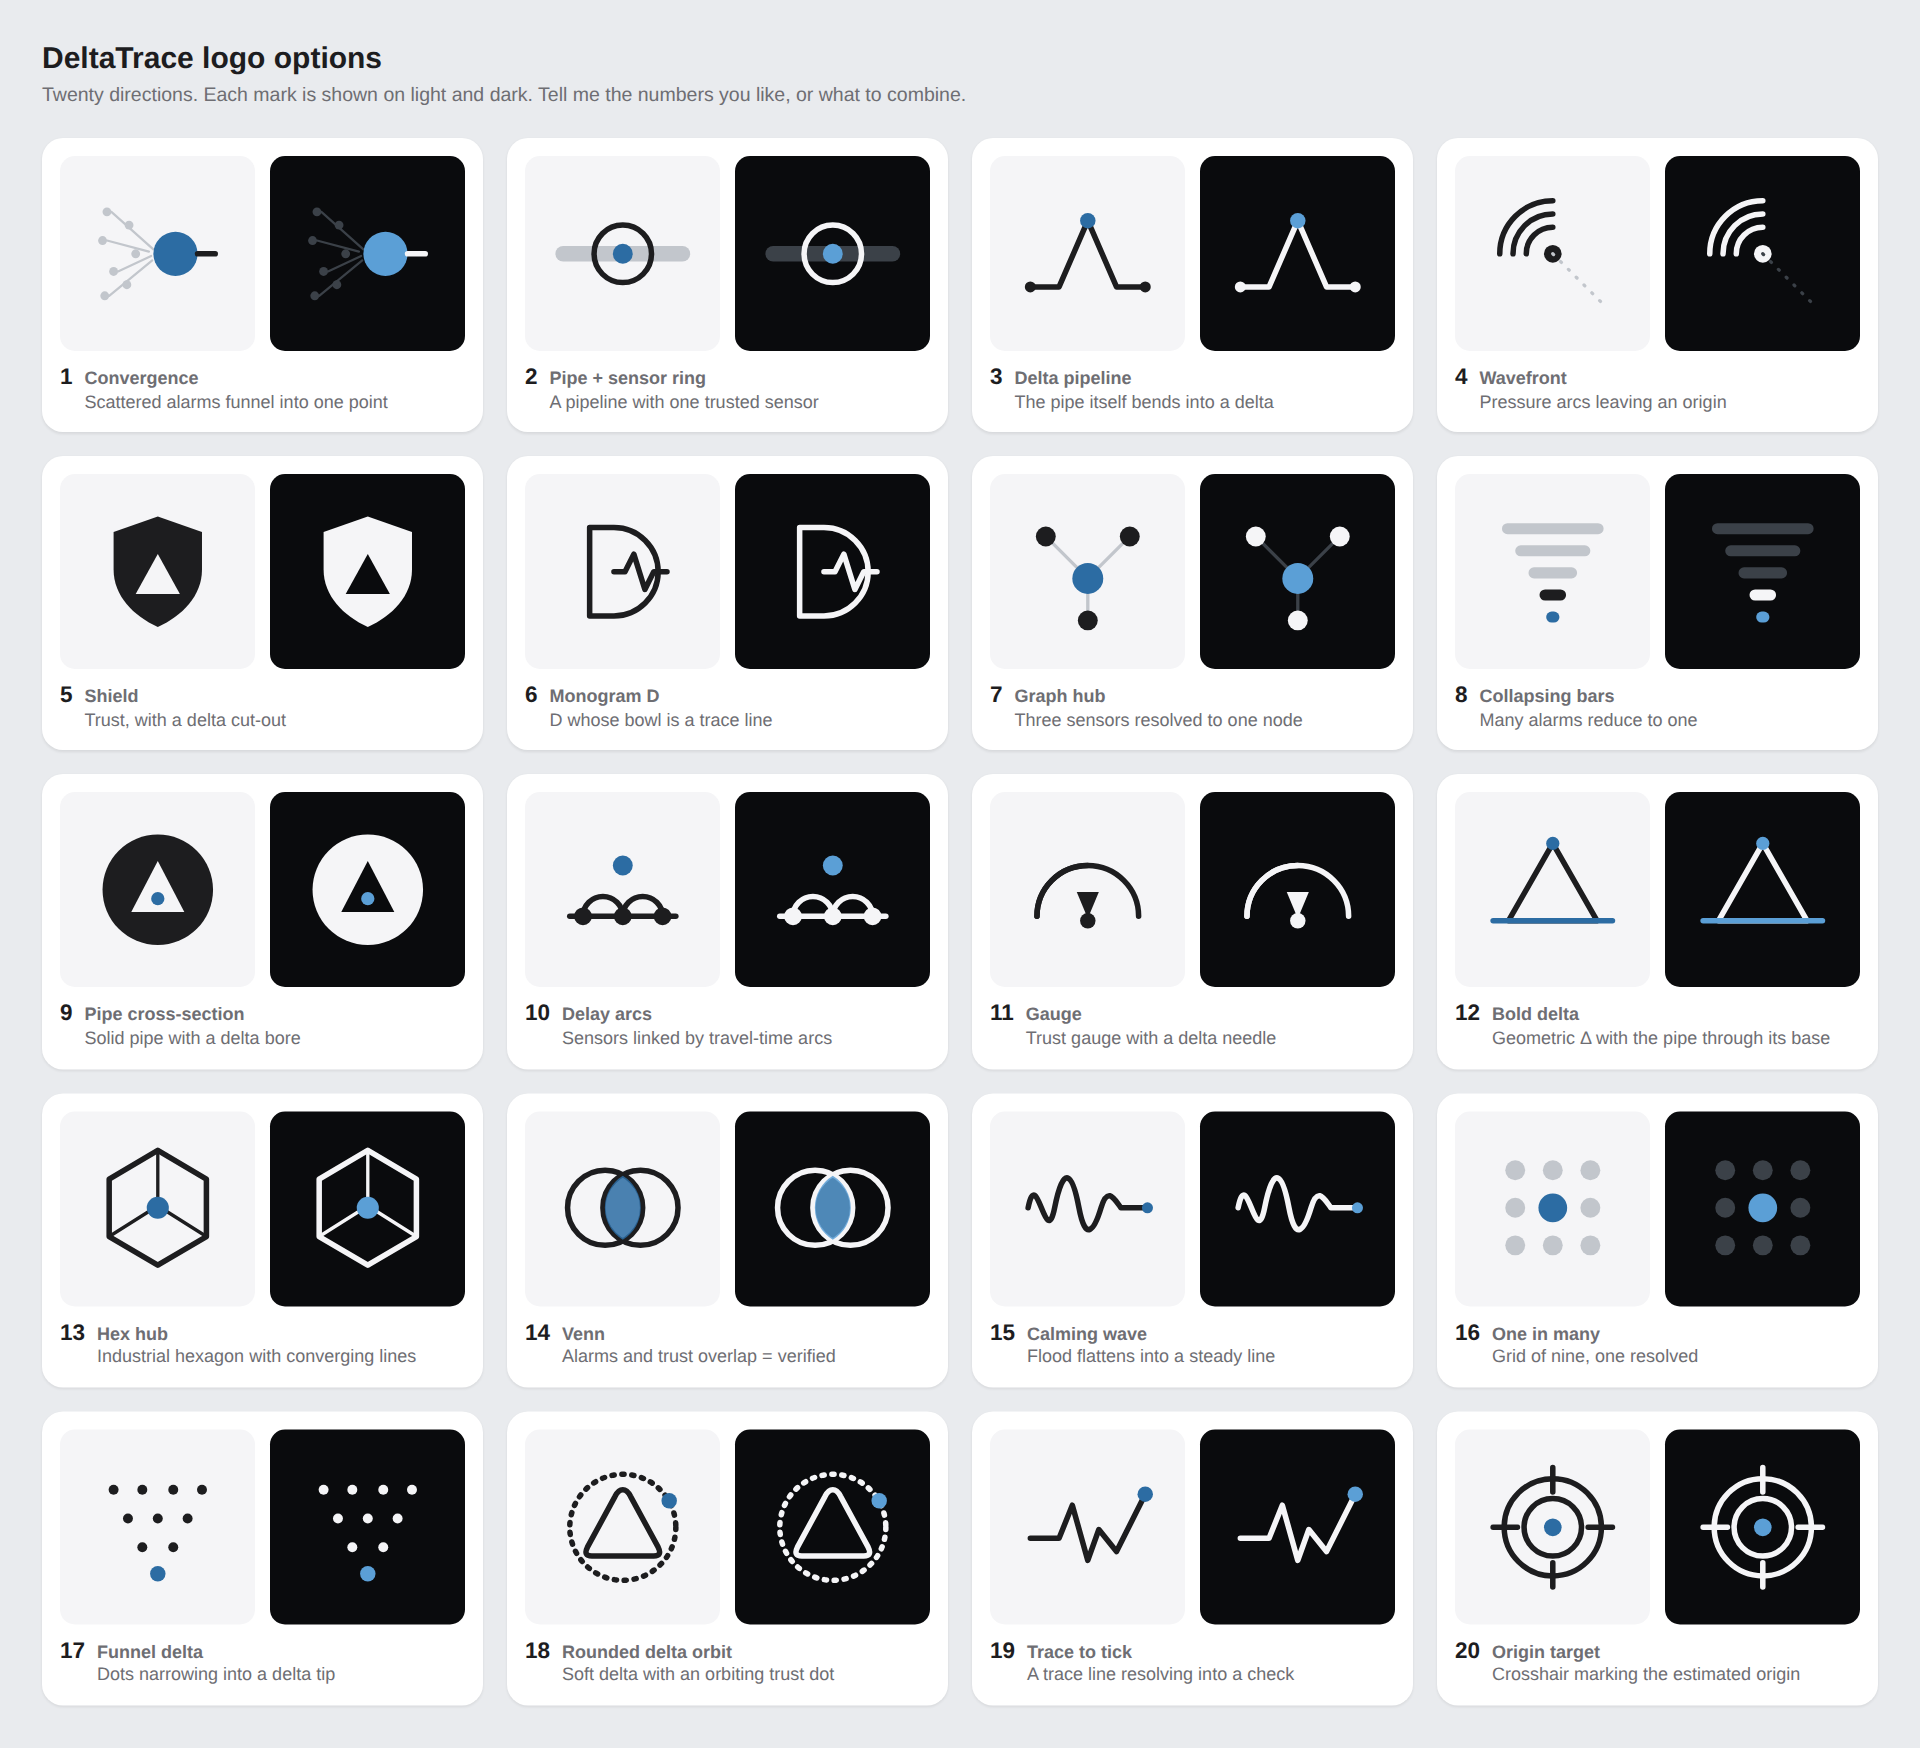 DeltaTrace logo options
Twenty directions. Each mark is shown on light and dark. Tell me the numbers you like, or what to combine.
1 Convergence
Scattered alarms funnel into one point
2 Pipe + sensor ring
A pipeline with one trusted sensor
3 Delta pipeline
The pipe itself bends into a delta
4 Wavefront
Pressure arcs leaving an origin
5 Shield
Trust, with a delta cut-out
6 Monogram D
D whose bowl is a trace line
7 Graph hub
Three sensors resolved to one node
8 Collapsing bars
Many alarms reduce to one
9 Pipe cross-section
Solid pipe with a delta bore
10 Delay arcs
Sensors linked by travel-time arcs
11 Gauge
Trust gauge with a delta needle
12 Bold delta
Geometric Δ with the pipe through its base
13 Hex hub
Industrial hexagon with converging lines
14 Venn
Alarms and trust overlap = verified
15 Calming wave
Flood flattens into a steady line
16 One in many
Grid of nine, one resolved
17 Funnel delta
Dots narrowing into a delta tip
18 Rounded delta orbit
Soft delta with an orbiting trust dot
19 Trace to tick
A trace line resolving into a check
20 Origin target
Crosshair marking the estimated origin